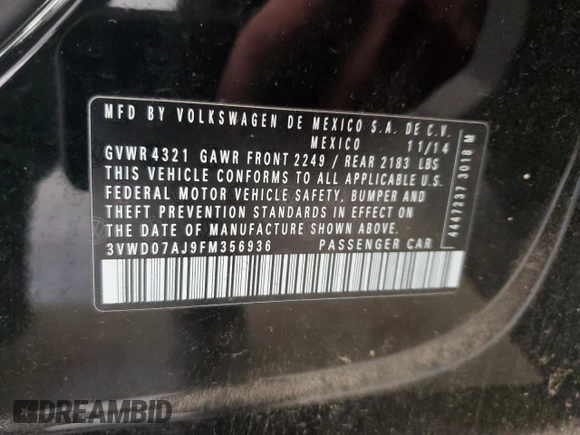 MFD BY VOLKSWAGEN DE MEXICO S.A. DE C.V.
MEXICO 11/14
GVWR 4321 GAWR FRONT 2249 / REAR 2183 LBS
THIS VEHICLE CONFORMS TO ALL APPLICABLE U.S.
FEDERAL MOTOR VEHICLE SAFETY, BUMPER AND
THEFT PREVENTION STANDARDS IN EFFECT ON
THE DATE OF MANUFACTURE SHOWN ABOVE.
3VWD07AJ9FM356936 PASSENGER CAR
4447237 3018 M
DREAMBID